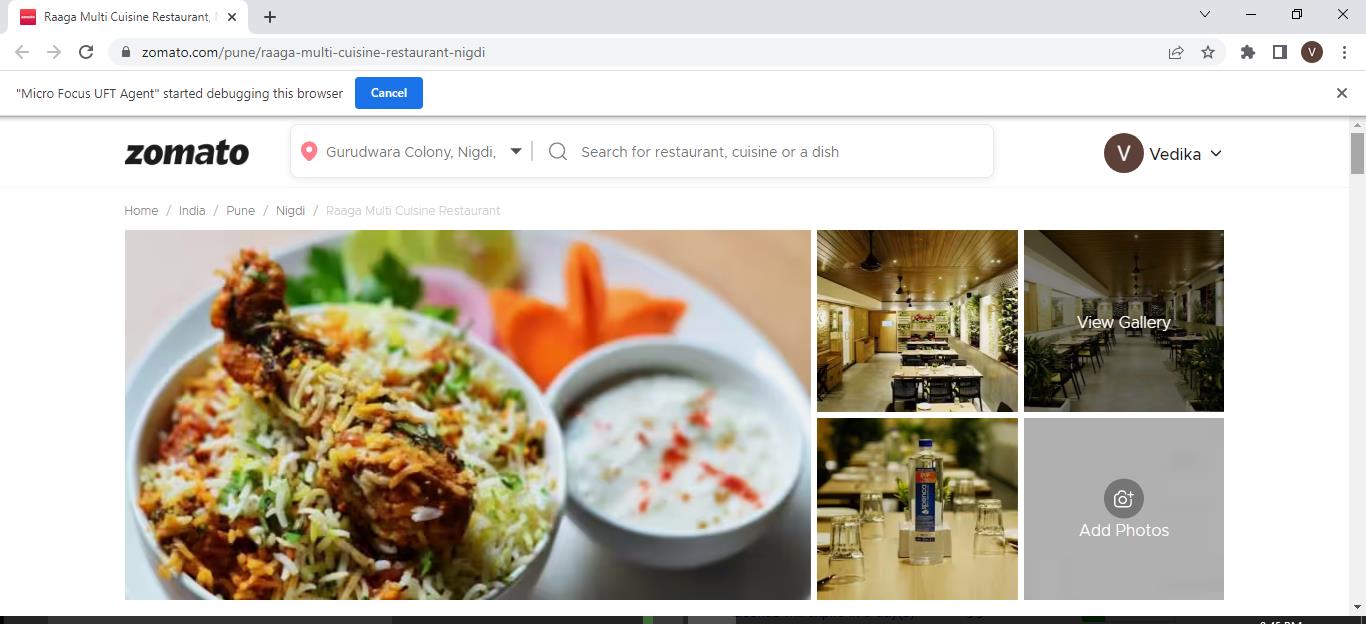 Raaga Multi Cuisine Restaurant,
zomato.com/pune/raaga-multi-cuisine-restaurant-nigdi
V
"Micro Focus UFT Agent" started debugging this browser
Cancel
zomato
Gurudwara Colony, Nigdi,
Search for restaurant, cuisine or a dish
V
Vedika
Home / India / Pune / Nigdi / Raaga Multi Cuisine Restaurant
View Gallery
Add Photos